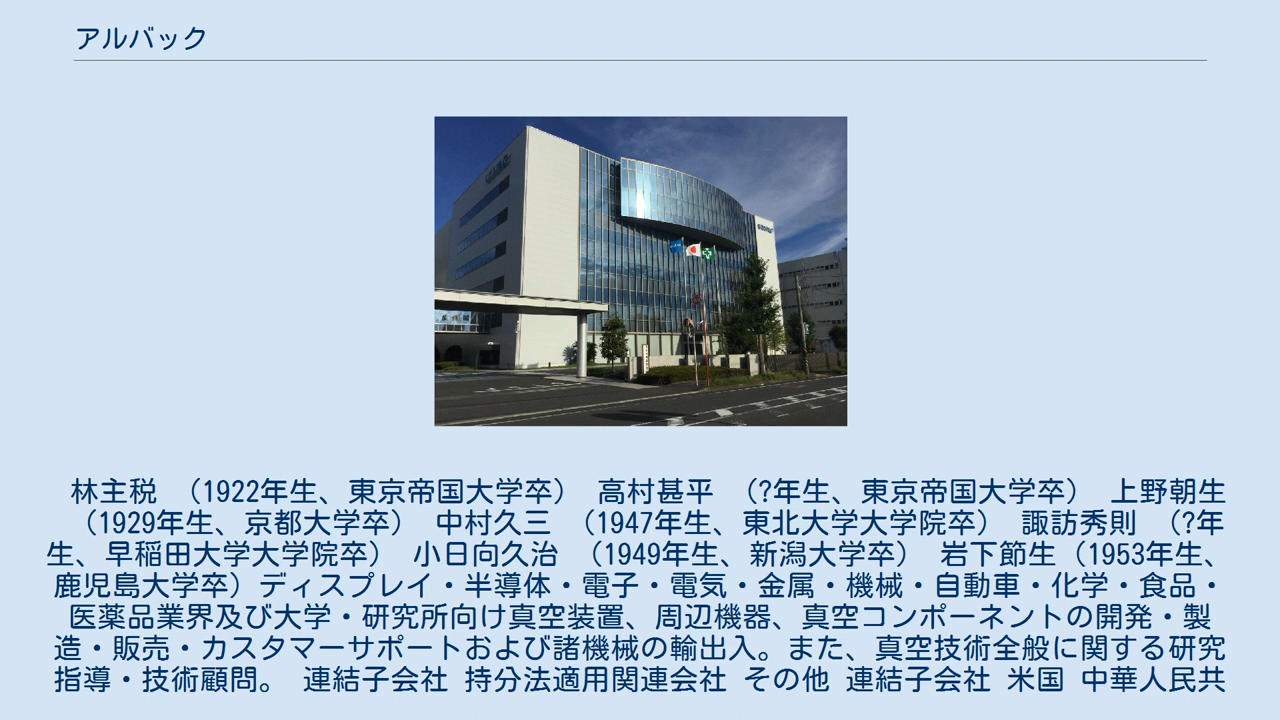 アルバック
林主税 （1922年生、東京帝国大学卒） 高村甚平 （?年生、東京帝国大学卒） 上野朝生
（1929年生、京都大学卒） 中村久三 （1947年生、東北大学大学院卒） 諏訪秀則 （?年
生、早稲田大学大学院卒） 小日向久治 （1949年生、新潟大学卒） 岩下節生（1953年生、
鹿児島大学卒）ディスプレイ・半導体・電子・電気・金属・機械・自動車・化学・食品・
医薬品業界及び大学・研究所向け真空装置、周辺機器、真空コンポーネントの開発・製
造・販売・カスタマーサポートおよび諸機械の輸出入。また、真空技術全般に関する研究
指導・技術顧問。 連結子会社 持分法適用関連会社 その他 連結子会社 米国 中華人民共